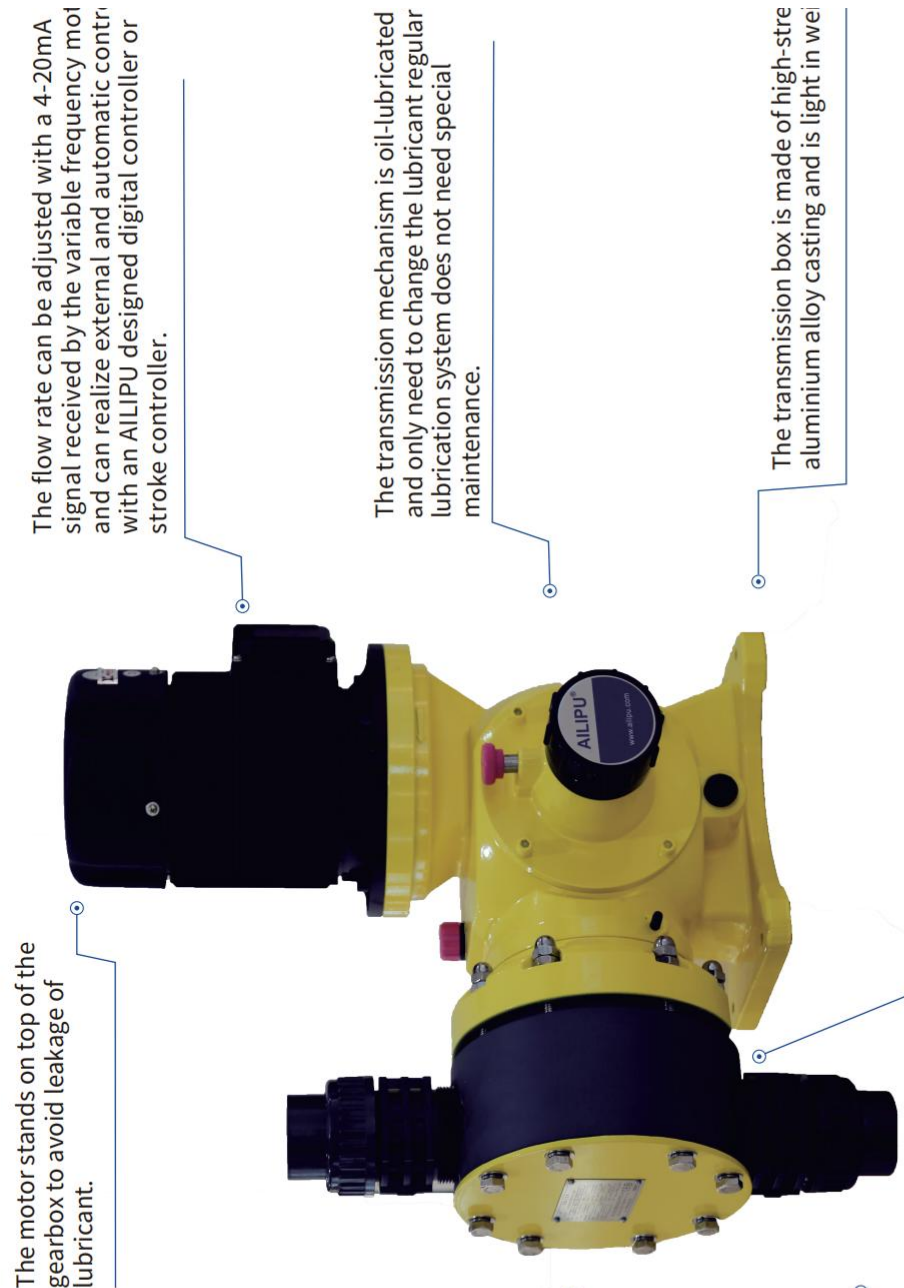 The motor stands on top of the
gearbox to avoid leakage of
lubricant.
The flow rate can be adjusted with a 4-20mA
signal received by the variable frequency mot
and can realize external and automatic contr
with an AILIPU designed digital controller or
stroke controller.
The transmission mechanism is oil-lubricated
and only need to change the lubricant regular
lubrication system does not need special
maintenance.
The transmission box is made of high-stre
aluminium alloy casting and is light in wei
AILIPU®
www.ailipu.com